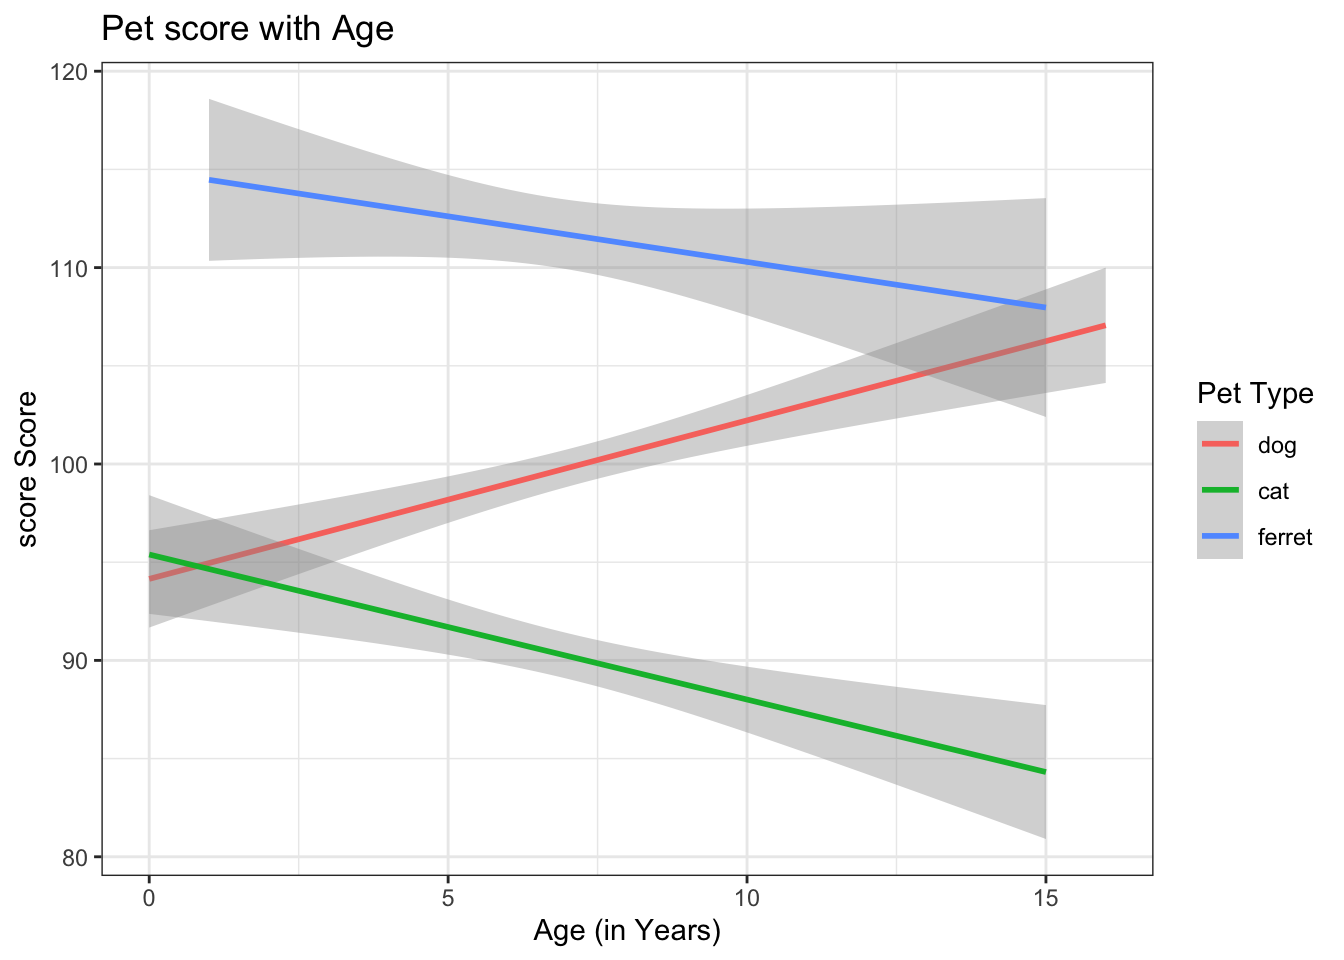 Pet score with Age
120
110
100
90
80
score Score
0 5 10 15
Age (in Years)
Pet Type
dog
cat
ferret